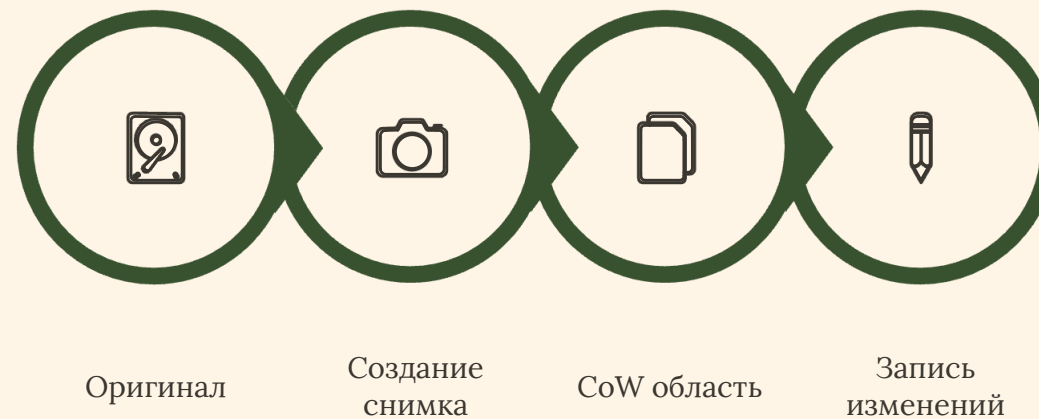 Оригинал
Создание
снимка
CoW область
Запись
изменений